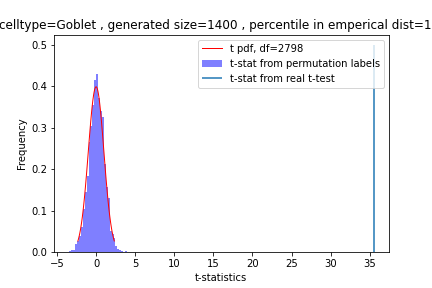 celltype=Goblet , generated size=1400 , percentile in emperical dist=1
t pdf, df=2798
t-stat from permutation labels
t-stat from real t-test
0.5
0.4
0.3
0.2
0.1
0.0
Frequency
-5 0 5 10 15 20 25 30 35
t-statistics